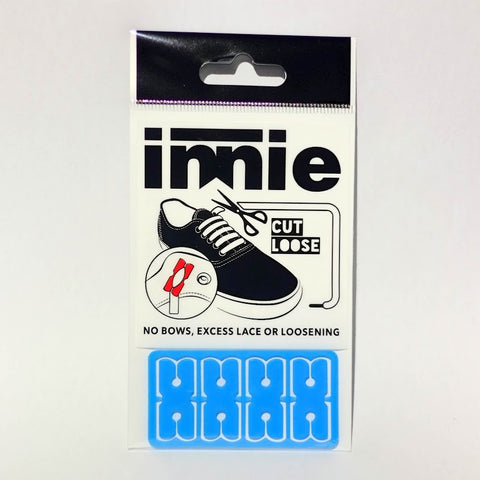 innie
CUT
LOOSE
NO BOWS, EXCESS LACE OR LOOSENING